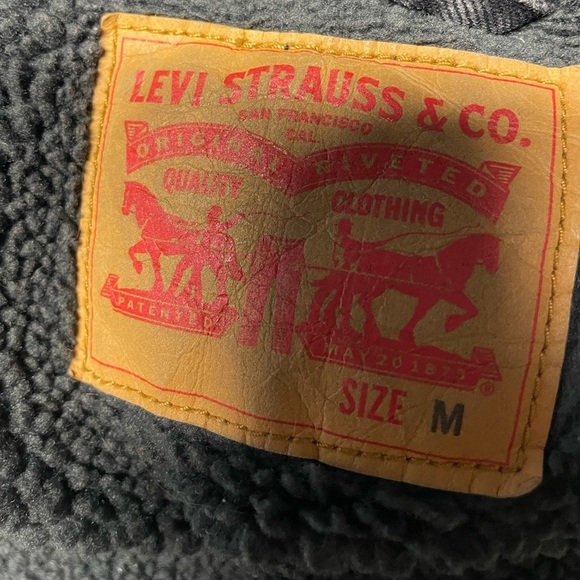 LEVI STRAUSS & CO.
SAN FRANCISCO
CAL.
ORIGINAL RIVETED
QUALITY CLOTHING
PATENTED
MAY 20 1873
®
SIZE M